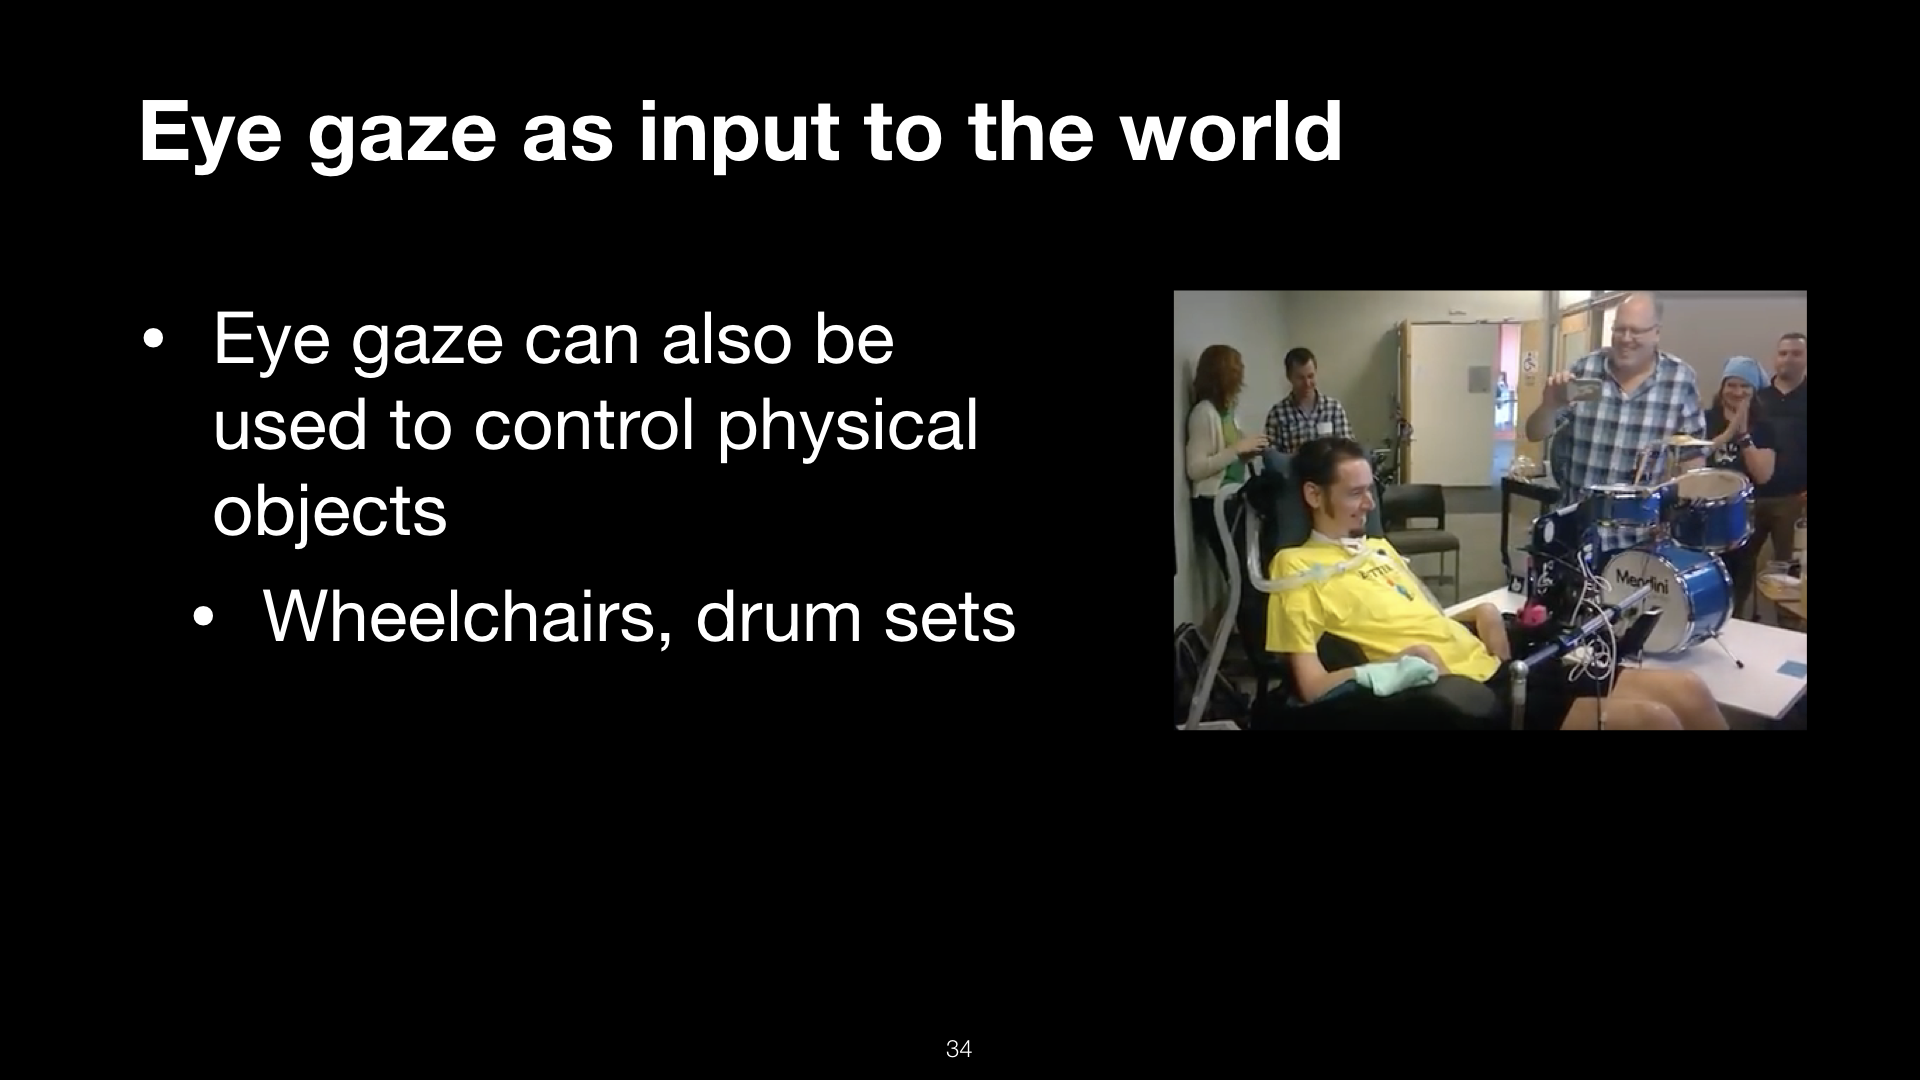 Eye gaze as input to the world
• Eye gaze can also be
used to control physical
objects
• Wheelchairs, drum sets
Mendini
34